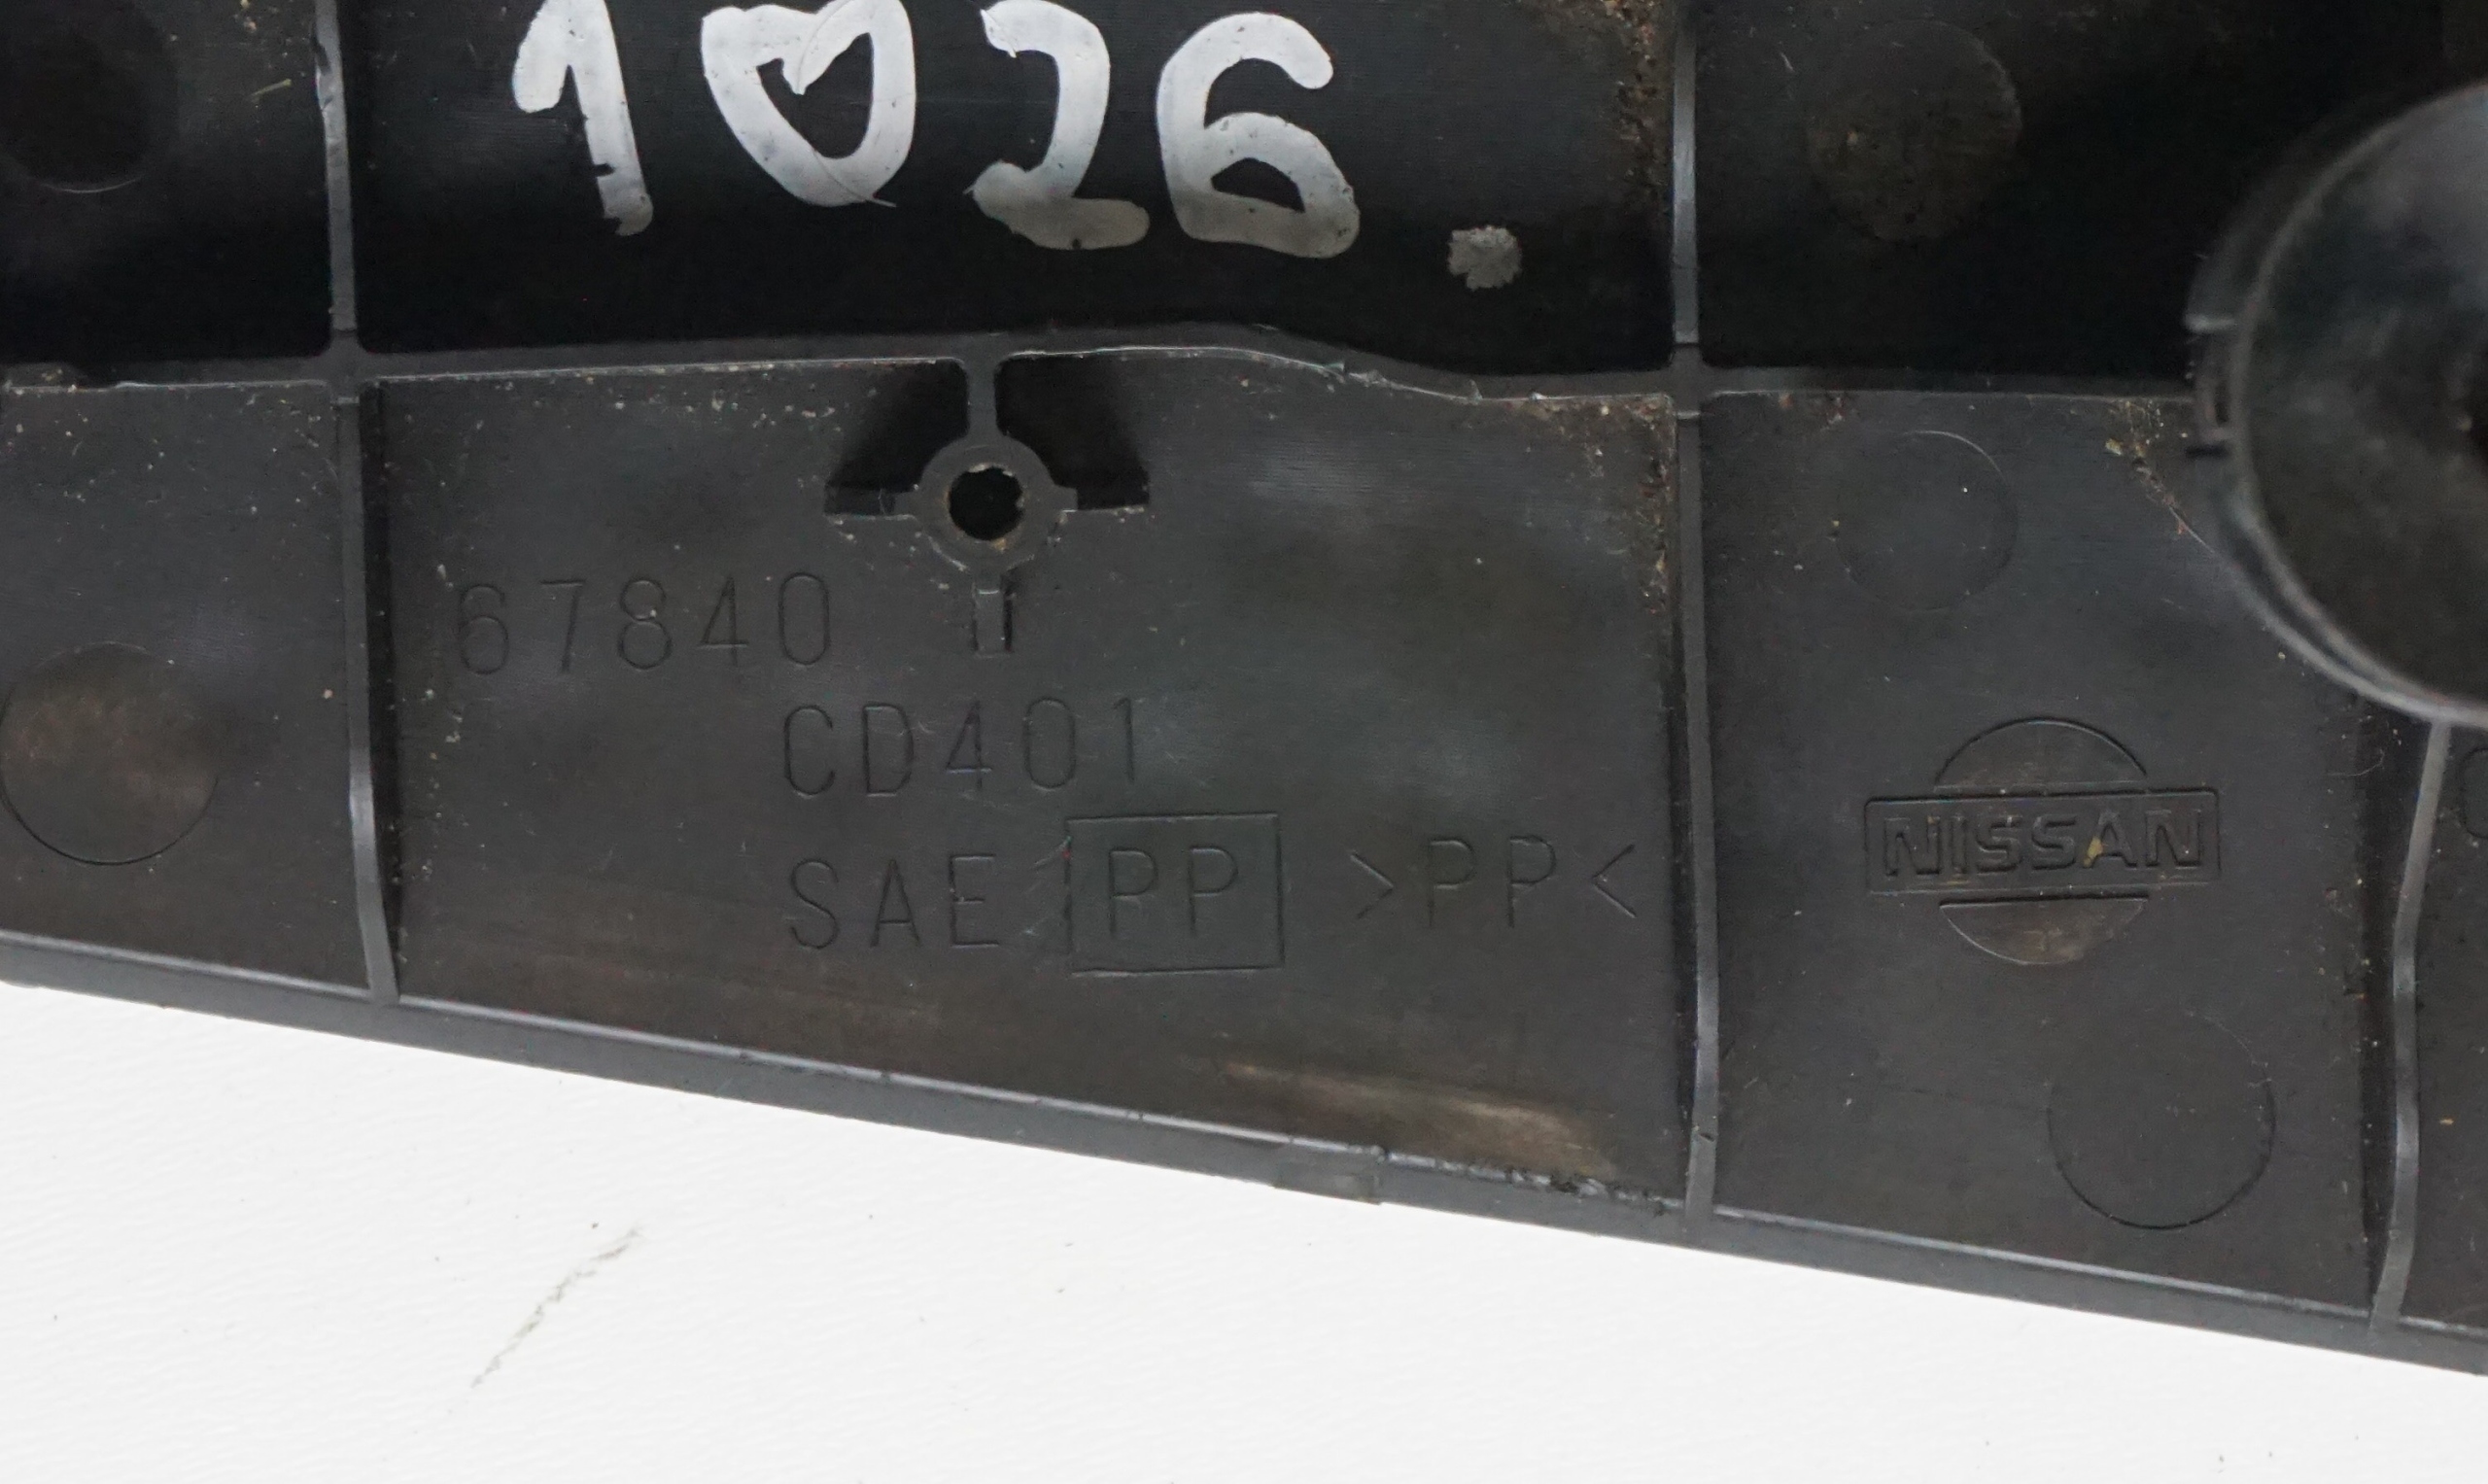 1026.
67840
CD401
SAE PP >PP<
NISSAN